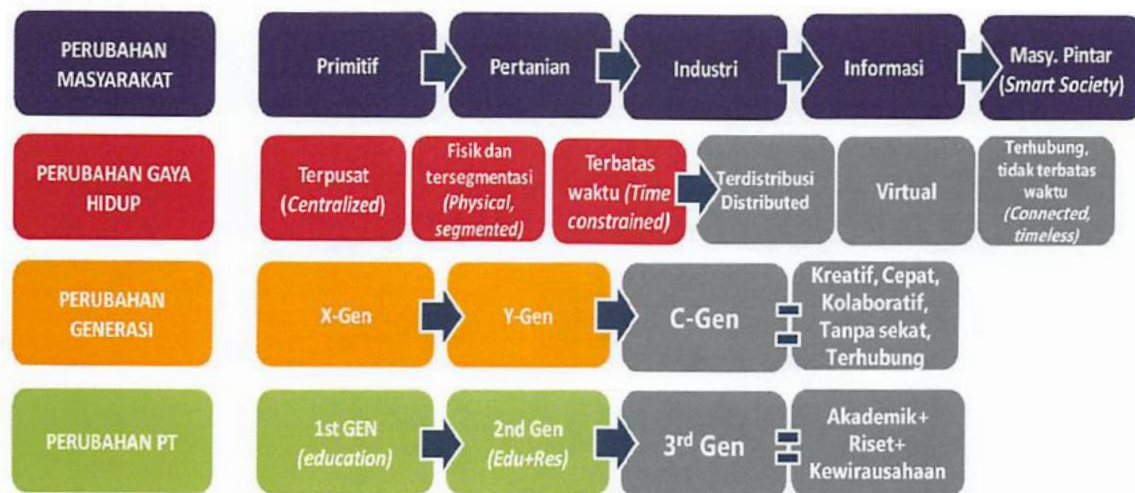 PERUBAHAN
MASYARAKAT
Primitif
Pertanian
Industri
Informasi
Masy. Pintar
(Smart Society)
PERUBAHAN GAYA
HIDUP
Terpusat
(Centralized)
Fisik dan
tersegmentasi
(Physical,
segmented)
Terbatas
waktu (Time
constrained)
Terdistribusi
Distributed
Virtual
Terhubung,
tidak terbatas
waktu
(Connected,
timeless)
PERUBAHAN
GENERASI
X-Gen
Y-Gen
C-Gen
=
Kreatif, Cepat,
Kolaboratif,
Tanpa sekat,
Terhubung
PERUBAHAN PT
1st GEN
(education)
2nd Gen
(Edu+Res)
3rd Gen
=
Akademik+
Riset+
Kewirausahaan